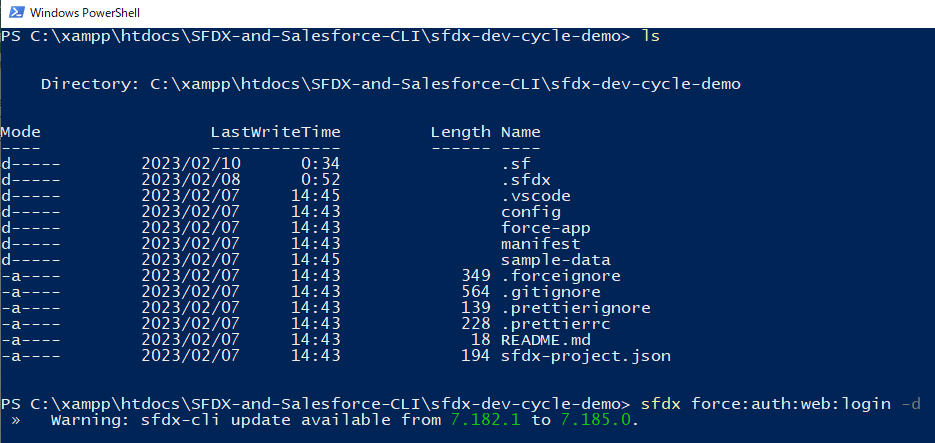 Windows PowerShell
PS C:\xampp\htdocs\SFDX-and-Salesforce-CLI\sfdx-dev-cycle-demo> ls
Directory: C:\xampp\htdocs\SFDX-and-Salesforce-CLI\sfdx-dev-cycle-demo
Mode LastWriteTime Length Name
---- ------------- ------ ----
d----- 2023/02/10 0:34 .sf
d----- 2023/02/08 0:52 .sfdx
d----- 2023/02/07 14:45 .vscode
d----- 2023/02/07 14:43 config
d----- 2023/02/07 14:43 force-app
d----- 2023/02/07 14:43 manifest
d----- 2023/02/07 14:45 sample-data
-a---- 2023/02/07 14:43 349 .forceignore
-a---- 2023/02/07 14:43 564 .gitignore
-a---- 2023/02/07 14:43 139 .prettierignore
-a---- 2023/02/07 14:43 228 .prettierrc
-a---- 2023/02/07 14:43 18 README.md
-a---- 2023/02/07 14:43 194 sfdx-project.json
PS C:\xampp\htdocs\SFDX-and-Salesforce-CLI\sfdx-dev-cycle-demo> sfdx force:auth:web:login -d
» Warning: sfdx-cli update available from 7.182.1 to 7.185.0.